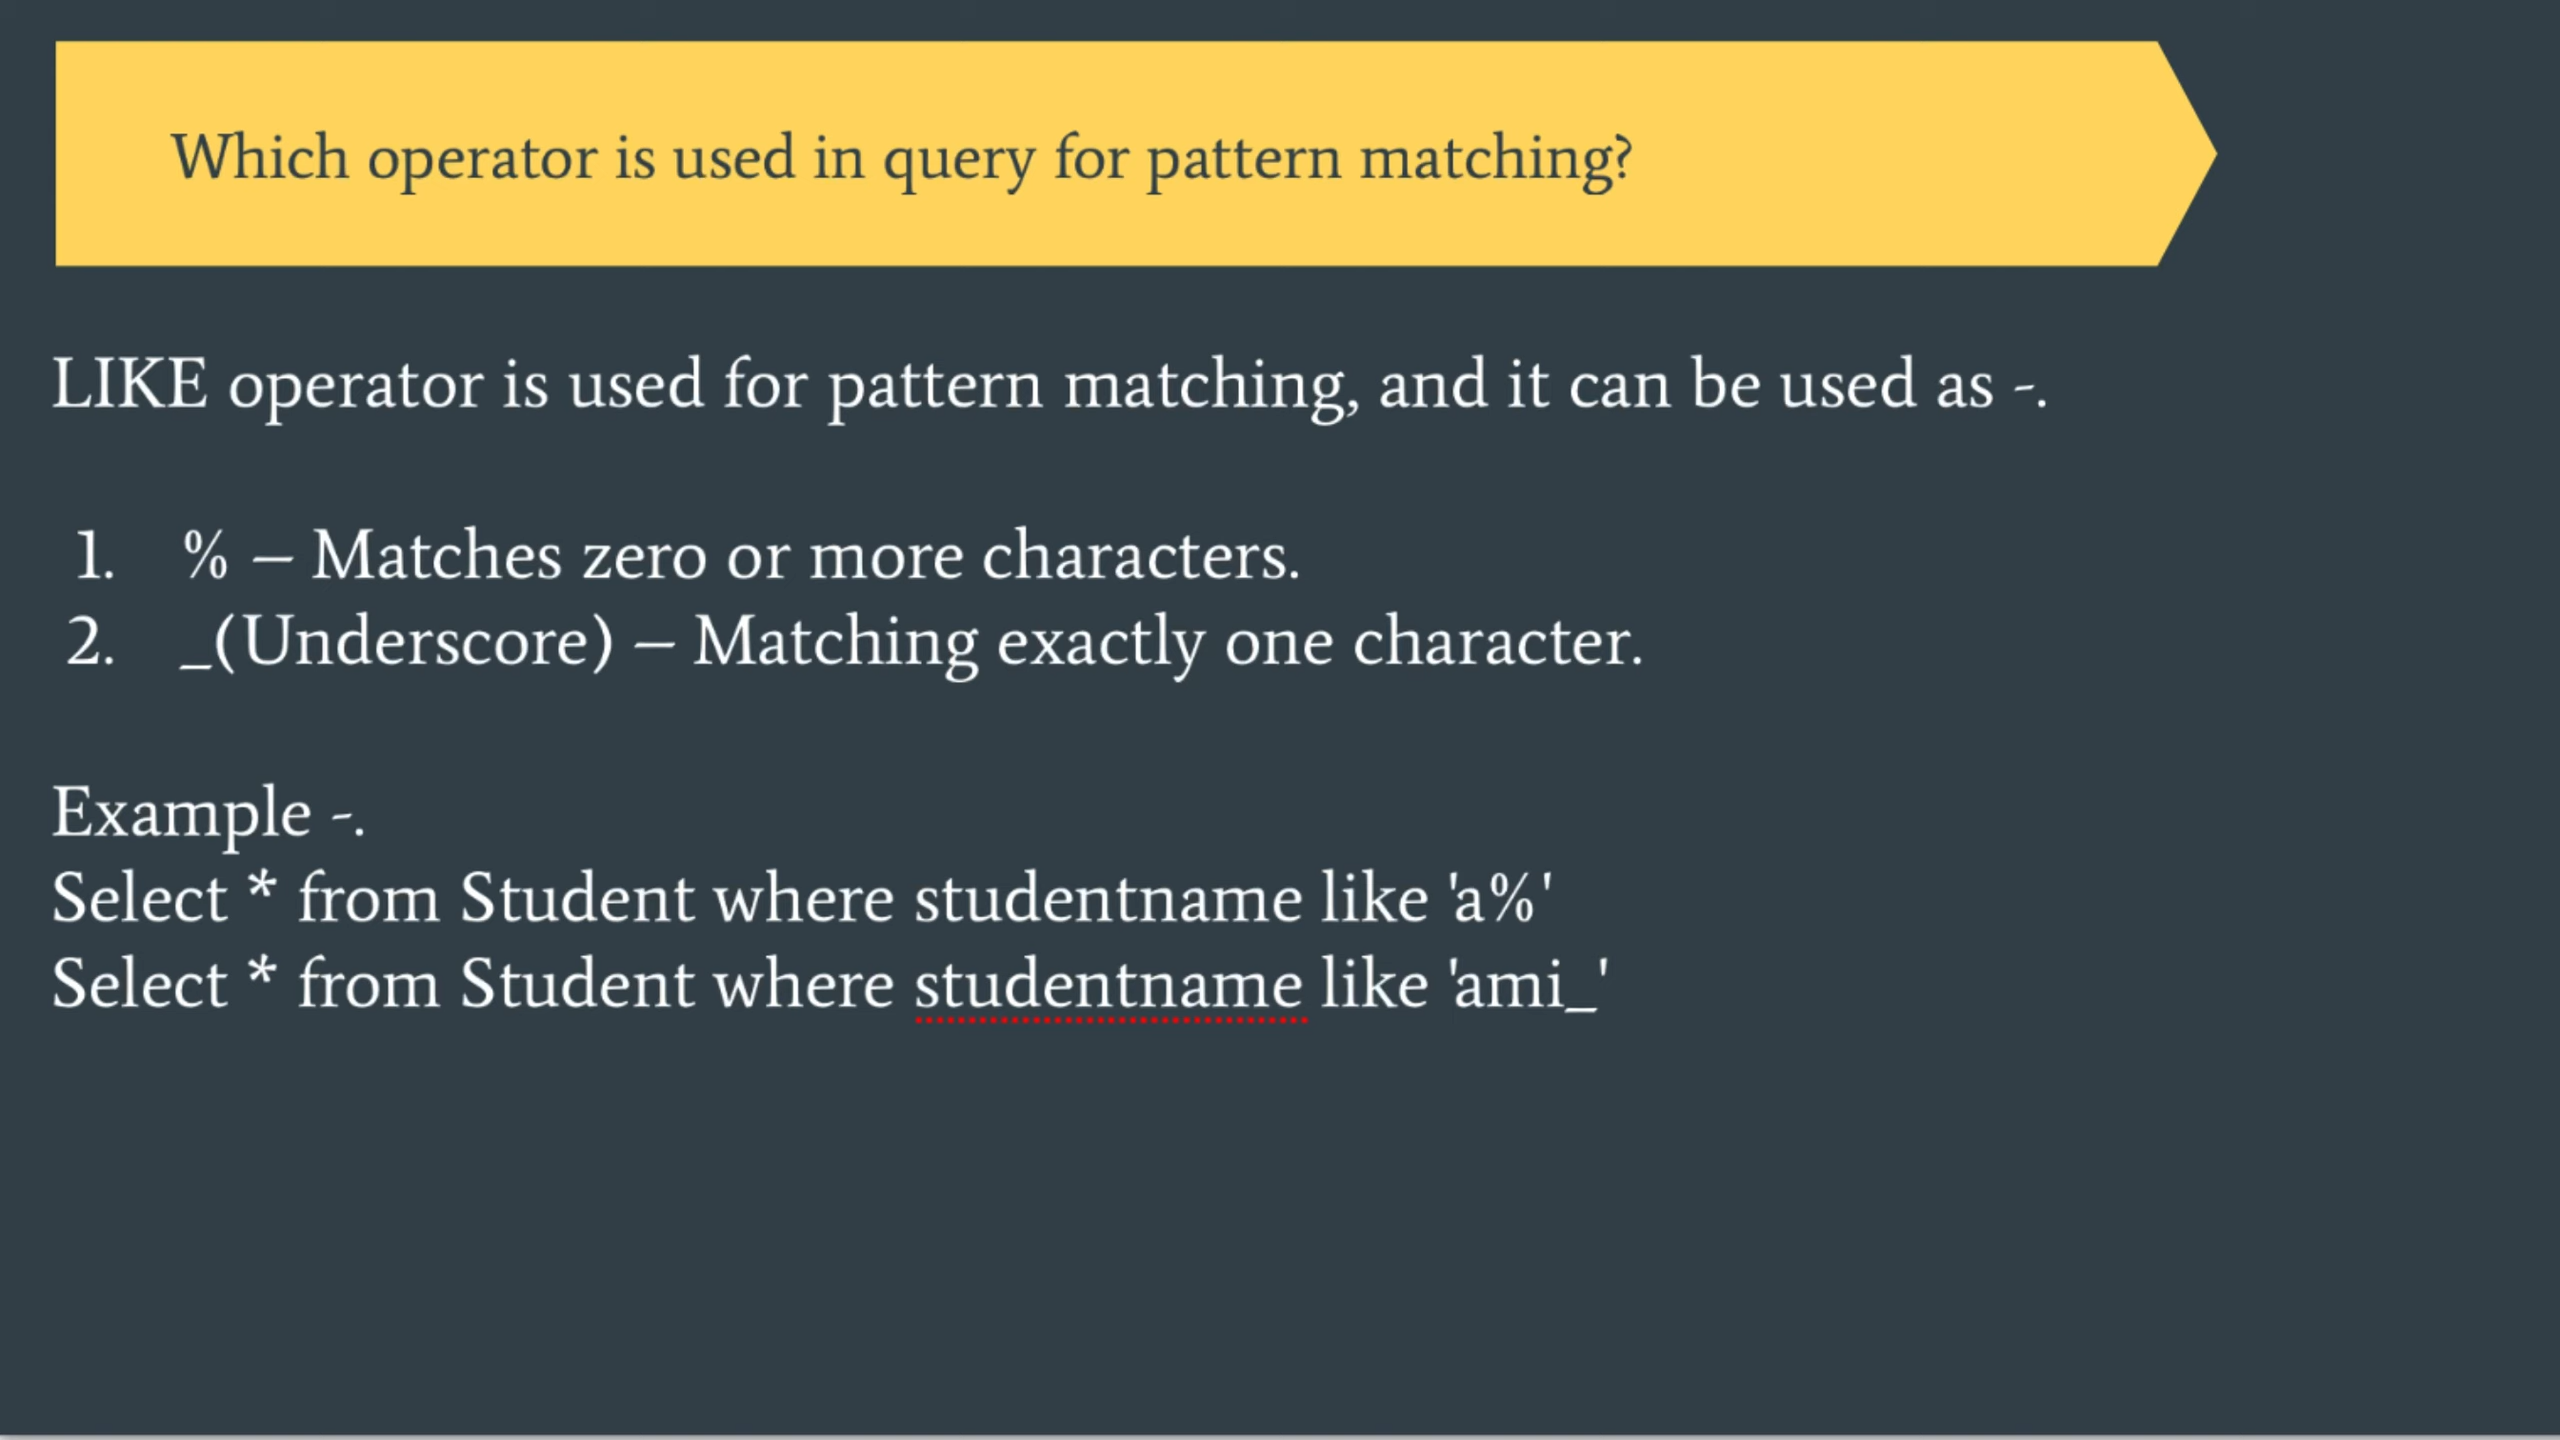 Which operator is used in query for pattern matching?
LIKE operator is used for pattern matching, and it can be used as -.
1. % – Matches zero or more characters.
2. _(Underscore) – Matching exactly one character.
Example -.
Select * from Student where studentname like 'a%'
Select * from Student where studentname like 'ami_'